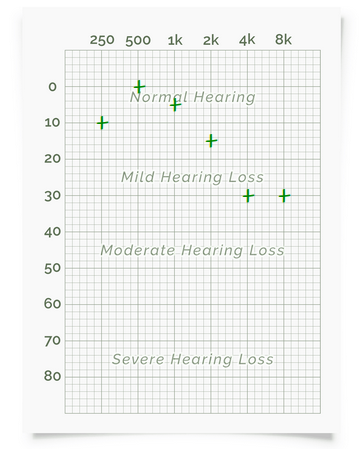 250 500 1k 2k 4k 8k
0
Normal Hearing
10
20
Mild Hearing Loss
30
40
Moderate Hearing Loss
50
60
70
Severe Hearing Loss
80